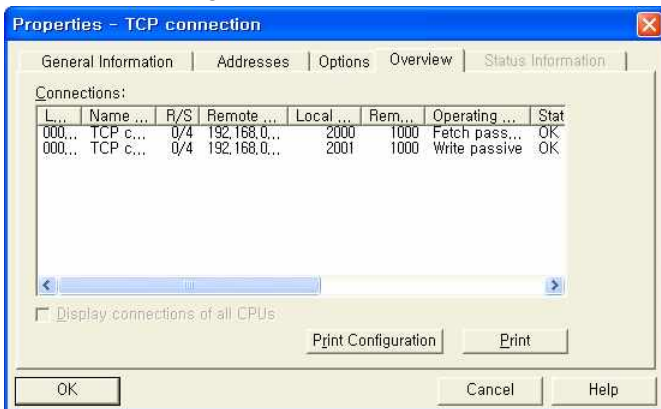 Properties - TCP connection
General Information | Addresses | Options | Overview | Status Information
Connections:
L... Name ... R/S Remote ... Local ... Rem... Operating ... Stat
000... TCP c... 0/4 192,168,0... 2000 1000 Fetch pass... OK
000... TCP c... 0/4 192,168,0... 2001 1000 Write passive OK
Display connections of all CPUs
Print Configuration Print
OK Cancel Help